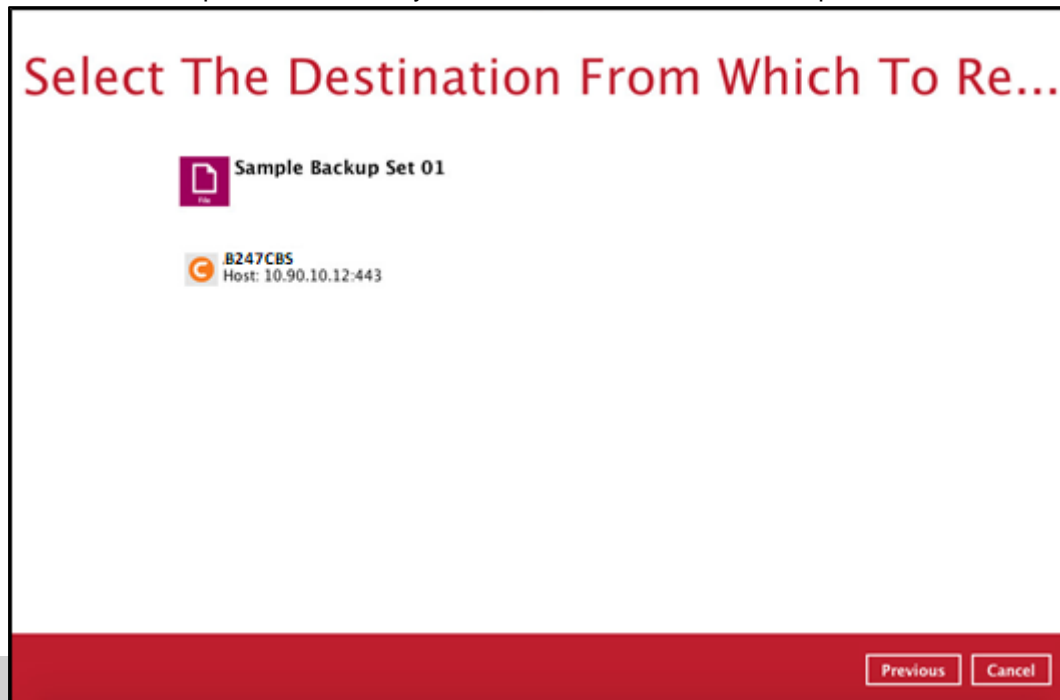 Select The Destination From Which To Re...
Sample Backup Set 01
File
B247CBS
Host: 10.90.10.12:443
Previous
Cancel